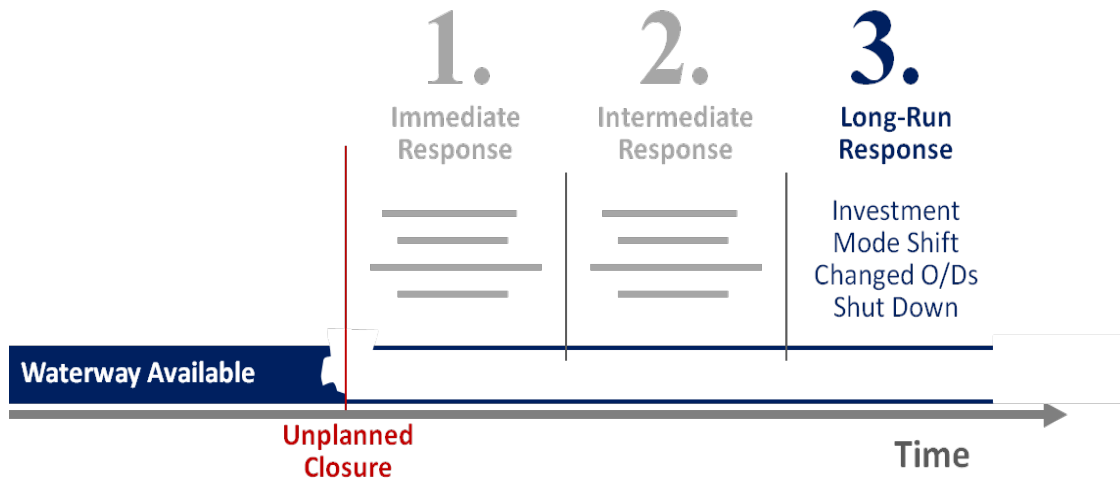 1.
Immediate
Response
2.
Intermediate
Response
3.
Long-Run
Response
Investment
Mode Shift
Changed O/Ds
Shut Down
Waterway Available
Unplanned
Closure
Time